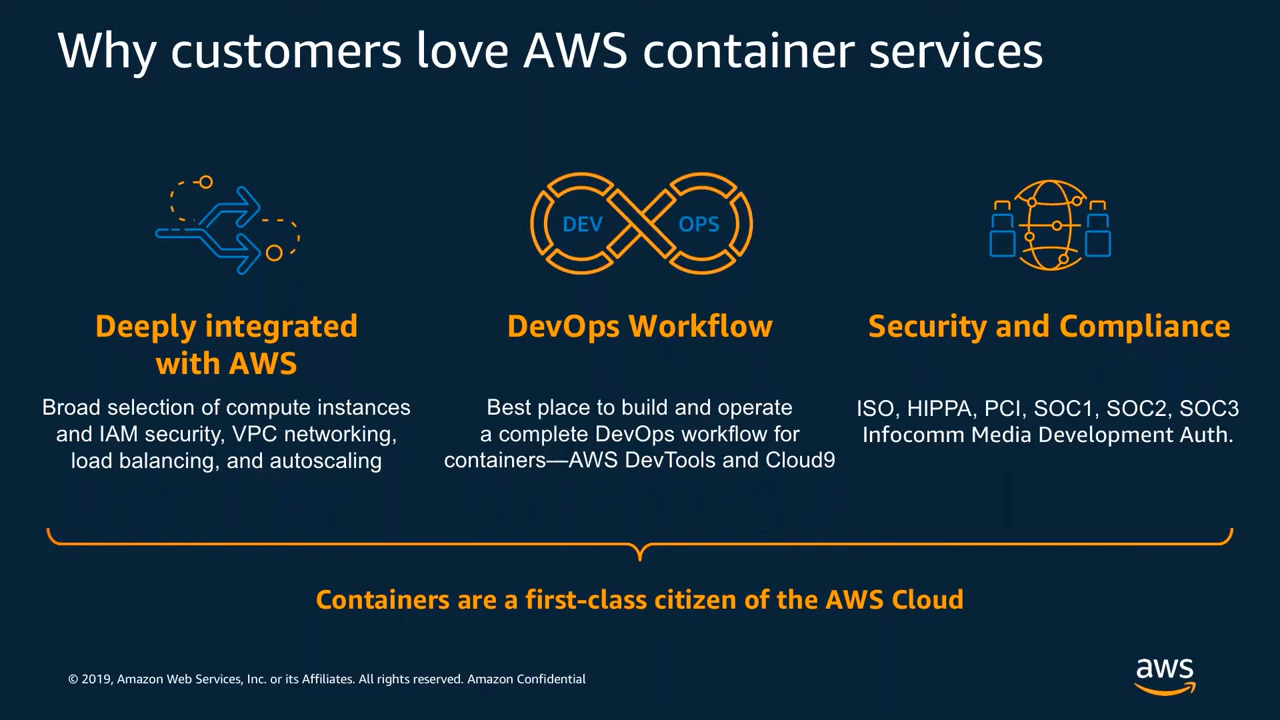 Why customers love AWS container services
DEV
OPS
Deeply integrated
with AWS
Broad selection of compute instances
and IAM security, VPC networking,
load balancing, and autoscaling
DevOps Workflow
Best place to build and operate
a complete DevOps workflow for
containers—AWS DevTools and Cloud9
Security and Compliance
ISO, HIPPA, PCI, SOC1, SOC2, SOC3
Infocomm Media Development Auth.
Containers are a first-class citizen of the AWS Cloud
© 2019, Amazon Web Services, Inc. or its Affiliates. All rights reserved. Amazon Confidential
aws